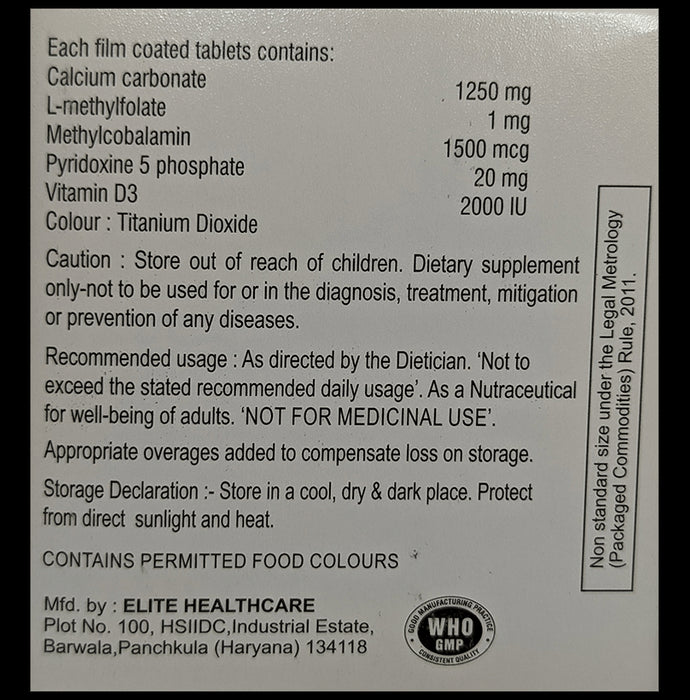 Each film coated tablets contains:
Calcium carbonate 1250 mg
L-methylfolate 1 mg
Methylcobalamin 1500 mcg
Pyridoxine 5 phosphate 20 mg
Vitamin D3 2000 IU
Colour : Titanium Dioxide
Caution : Store out of reach of children. Dietary supplement
only-not to be used for or in the diagnosis, treatment, mitigation
or prevention of any diseases.
Recommended usage : As directed by the Dietician. 'Not to
exceed the stated recommended daily usage'. As a Nutraceutical
for well-being of adults. 'NOT FOR MEDICINAL USE'.
Appropriate overages added to compensate loss on storage.
Storage Declaration :- Store in a cool, dry & dark place. Protect
from direct sunlight and heat.
CONTAINS PERMITTED FOOD COLOURS
Mfd. by : ELITE HEALTHCARE
Plot No. 100, HSIIDC,Industrial Estate,
Barwala,Panchkula (Haryana) 134118
GOOD MANUFACTURING PRACTICE
WHO
GMP
CONSISTENT QUALITY
Non standard size under the Legal Metrology
(Packaged Commodities) Rule, 2011.